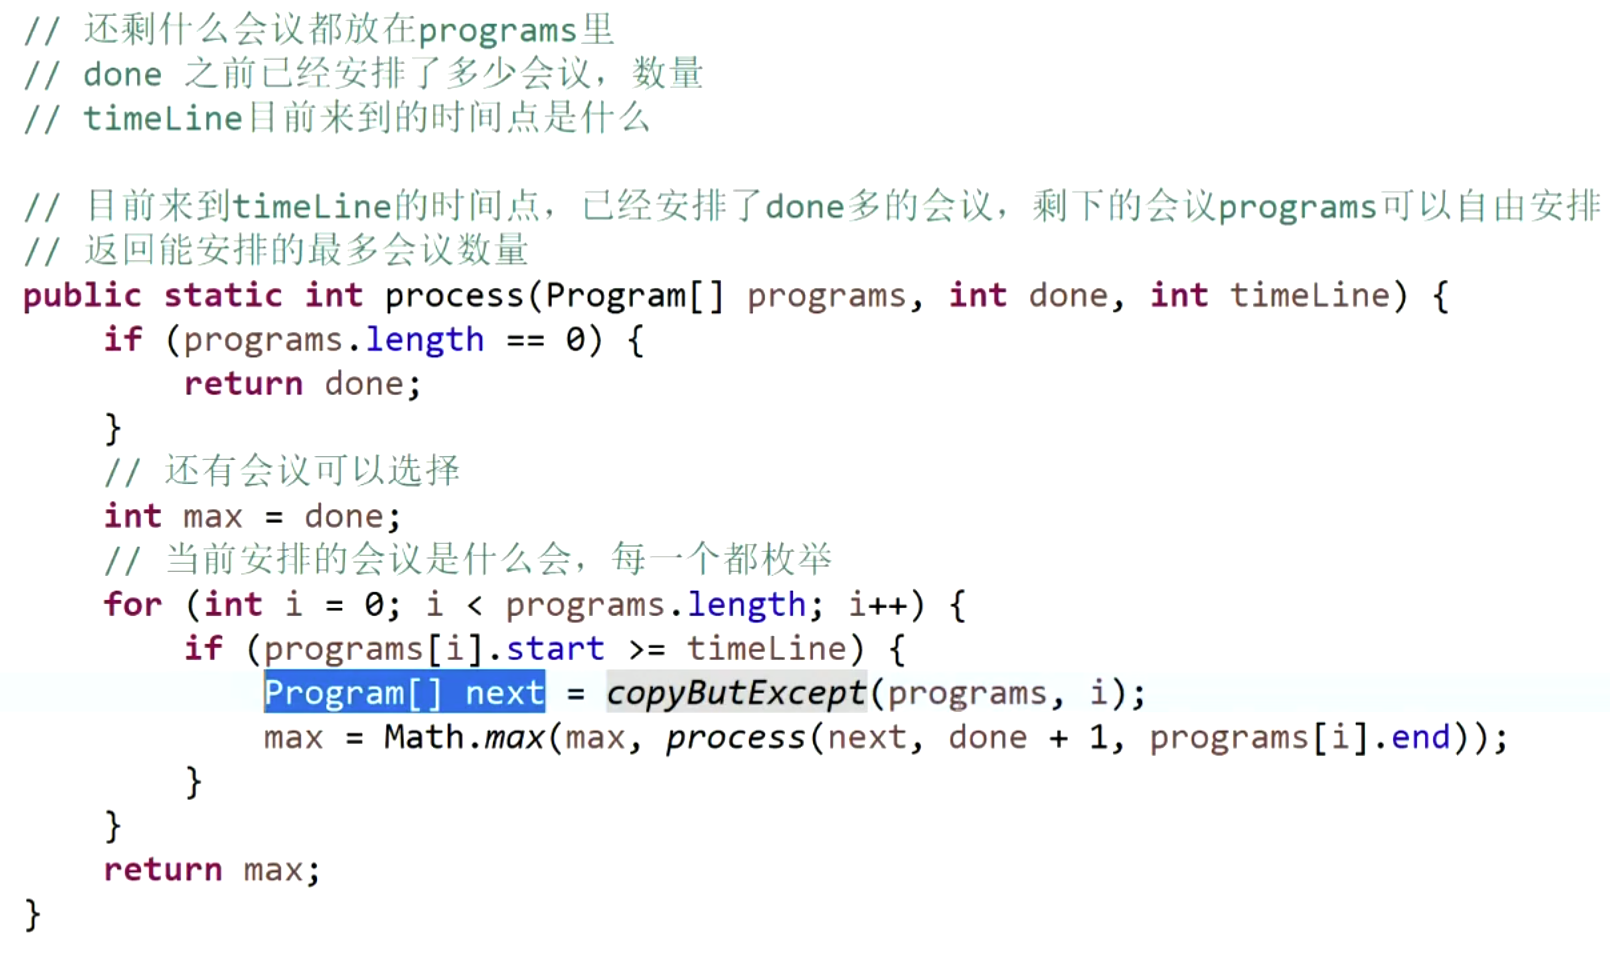 // 还剩什么会议都放在programs里
// done 之前已经安排了多少会议，数量
// timeLine目前来到的时间点是什么
// 目前来到timeLine的时间点，已经安排了done多的会议，剩下的会议programs可以自由安排
// 返回能安排的最多会议数量
public static int process(Program[] programs, int done, int timeLine) {
    if (programs.length == 0) {
        return done;
    }
    // 还有会议可以选择
    int max = done;
    // 当前安排的会议是什么会，每一个都枚举
    for (int i = 0; i < programs.length; i++) {
        if (programs[i].start >= timeLine) {
            Program[] next = copyButExcept(programs, i);
            max = Math.max(max, process(next, done + 1, programs[i].end));
        }
    }
    return max;
}